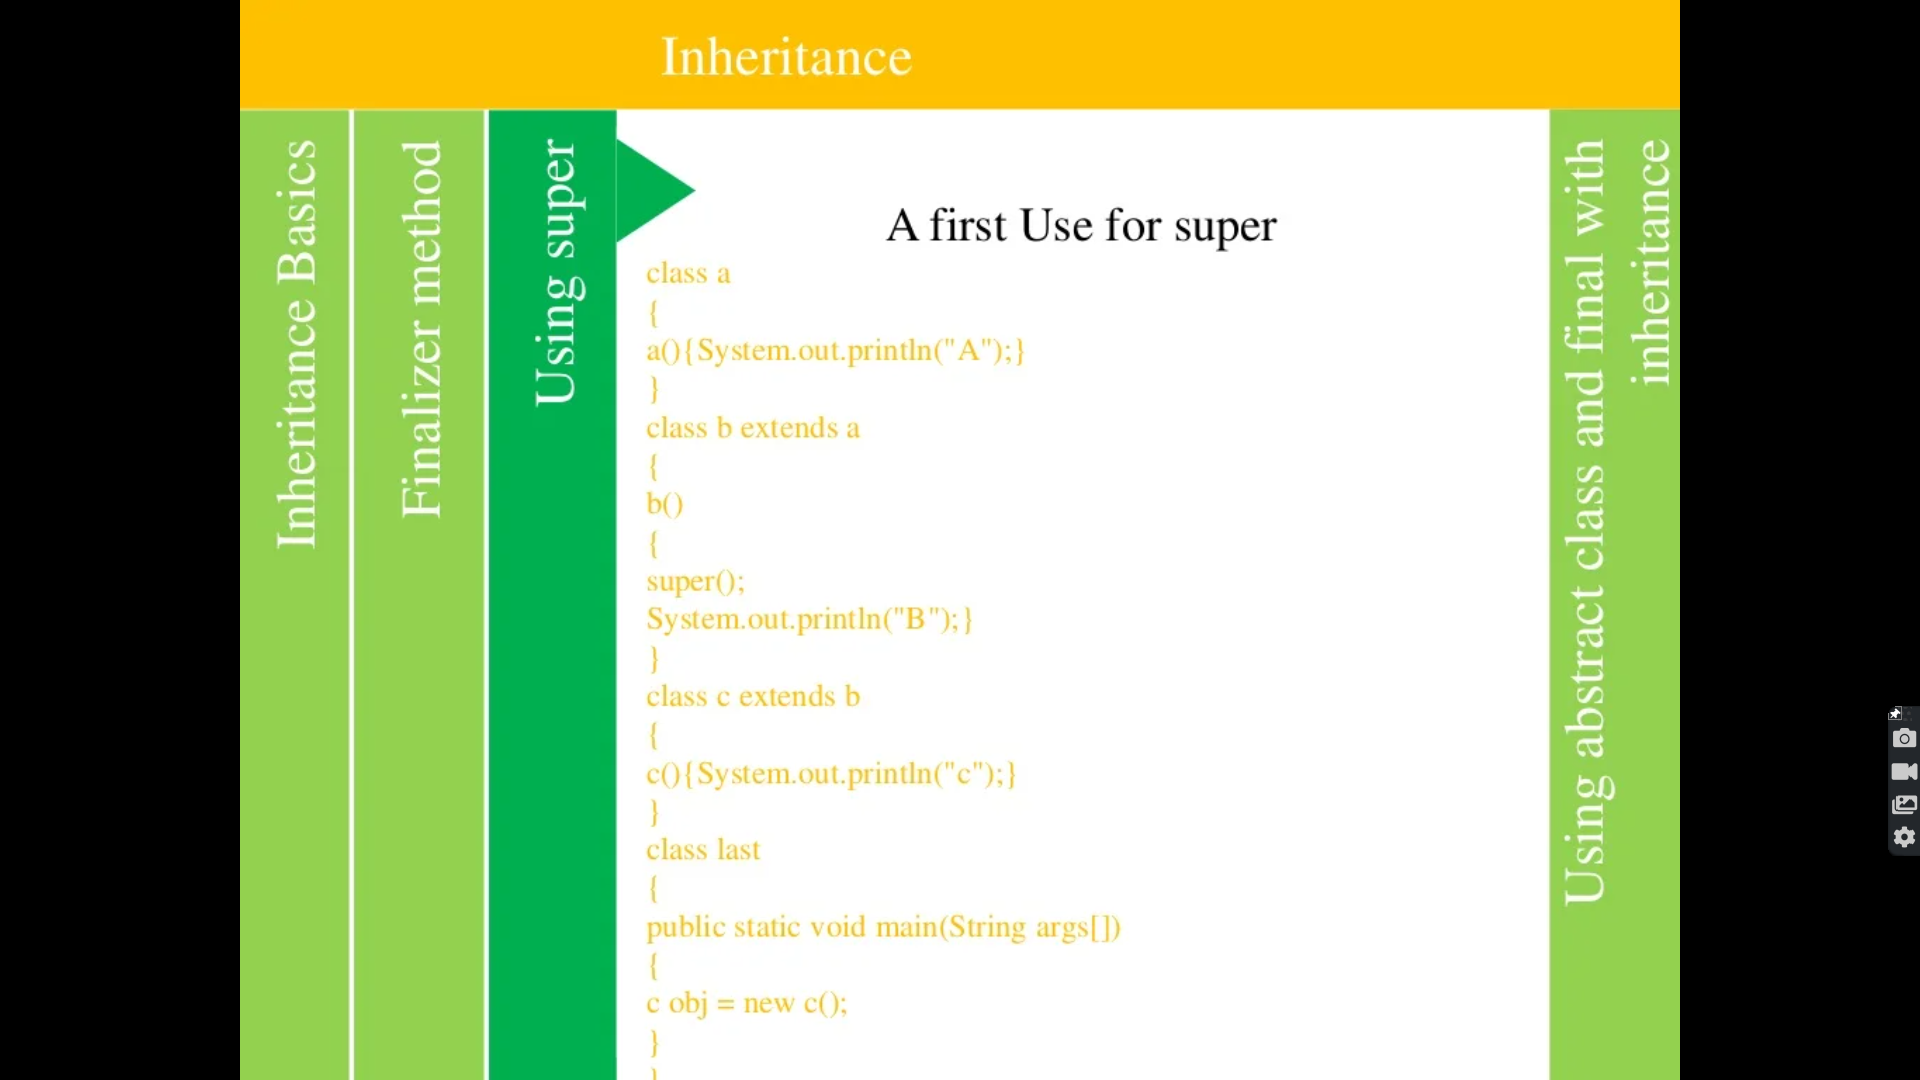 Inheritance
Inheritance Basics
Finalizer method
Using super
A first Use for super
class a
{
a(){System.out.println("A");}
}
class b extends a
{
b()
{
super();
System.out.println("B");}
}
class c extends b
{
c(){System.out.println("c");}
}
class last
{
public static void main(String args[])
{
c obj = new c();
}
}
Using abstract class and final with
inheritance